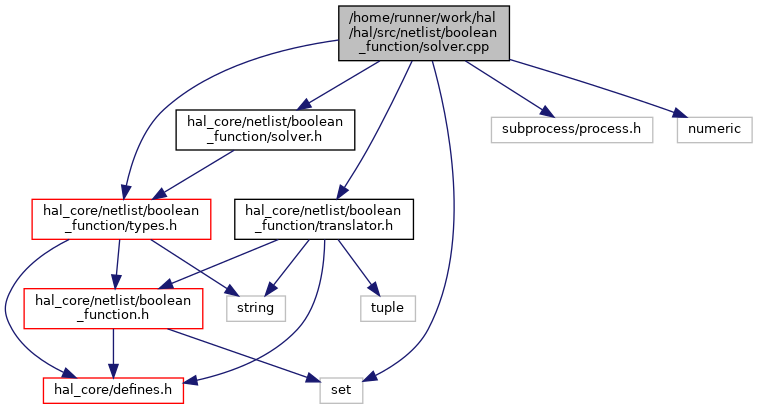 /home/runner/work/hal
/hal/src/netlist/boolean
_function/solver.cpp
hal_core/netlist/boolean
_function/solver.h
subprocess/process.h
numeric
hal_core/netlist/boolean
_function/types.h
hal_core/netlist/boolean
_function/translator.h
hal_core/netlist/boolean
_function.h
string
tuple
hal_core/defines.h
set